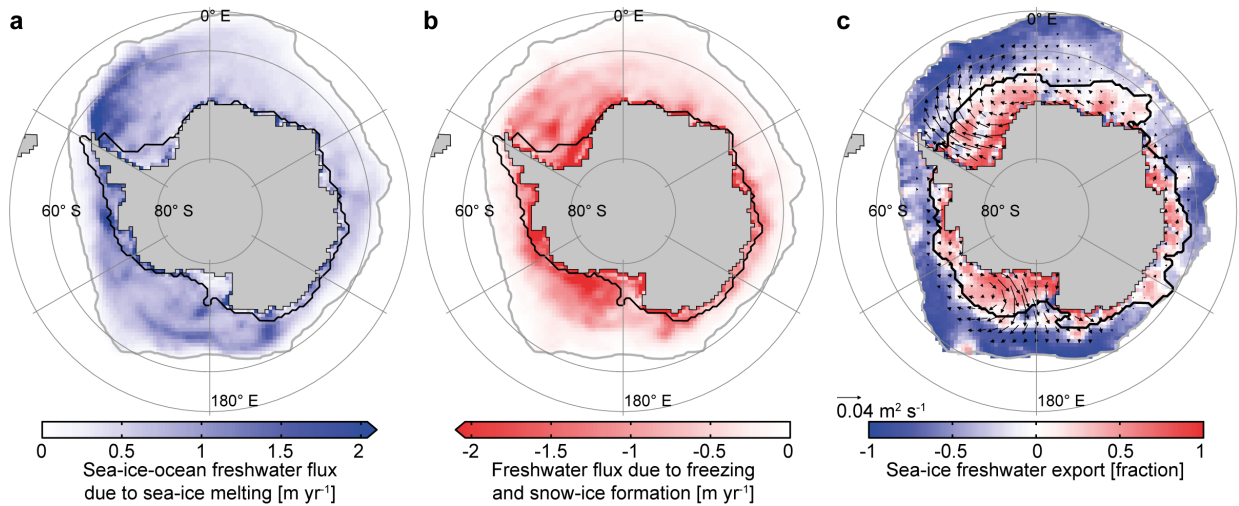 a
0° E
60° S
80° S
180° E
0 0.5 1 1.5 2
Sea-ice-ocean freshwater flux
due to sea-ice melting [m yr⁻¹]
b
0° E
60° S
80° S
180° E
-2 -1.5 -1 -0.5 0
Freshwater flux due to freezing
and snow-ice formation [m yr⁻¹]
c
0° E
60° S
80° S
180° E
0.04 m² s⁻¹
-1 -0.5 0 0.5 1
Sea-ice freshwater export [fraction]